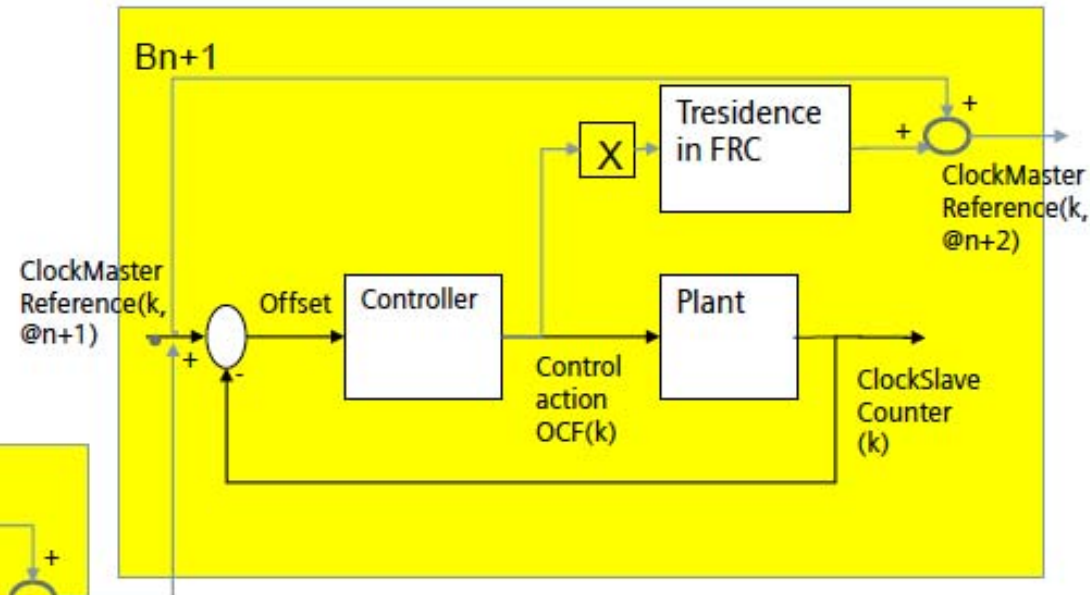 Bn+1
+
Tresidence
in FRC
+
X
ClockMaster
Reference(k,
@n+2)
ClockMaster
Reference(k,
@n+1)
+
-
Offset
Controller
Plant
Control
action
OCF(k)
ClockSlave
Counter
(k)
+